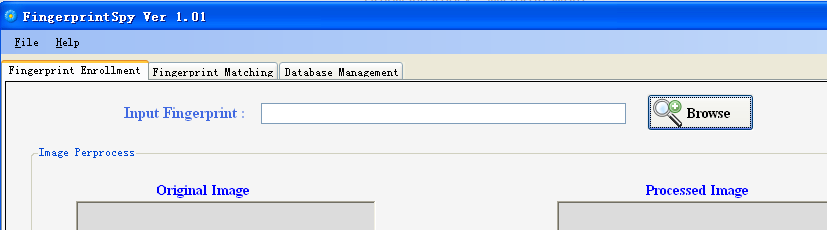 FingerprintSpy Ver 1.01
File Help
Fingerprint Enrollment Fingerprint Matching Database Management
Input Fingerprint : Browse
Image Perprocess
Original Image Processed Image